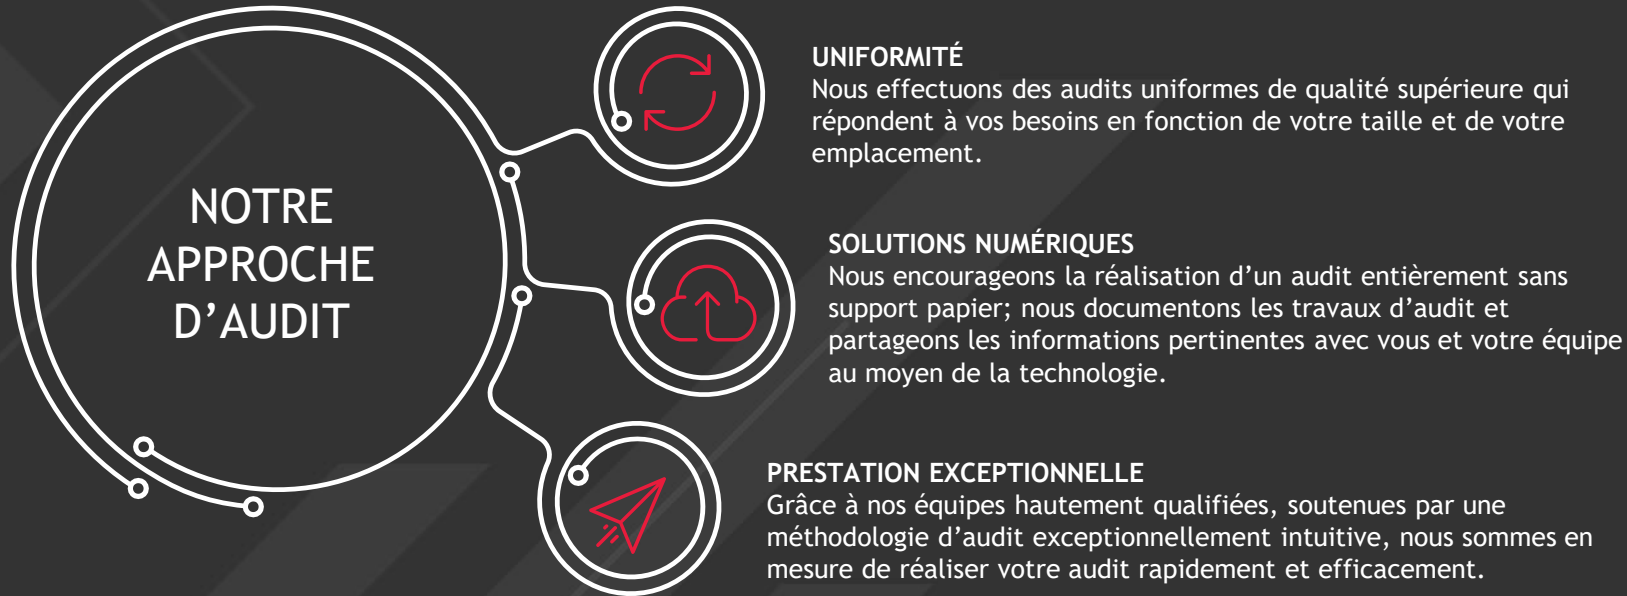 NOTRE
APPROCHE
D’AUDIT
UNIFORMITÉ
Nous effectuons des audits uniformes de qualité supérieure qui
répondent à vos besoins en fonction de votre taille et de votre
emplacement.
SOLUTIONS NUMÉRIQUES
Nous encourageons la réalisation d’un audit entièrement sans
support papier; nous documentons les travaux d’audit et
partageons les informations pertinentes avec vous et votre équipe
au moyen de la technologie.
PRESTATION EXCEPTIONNELLE
Grâce à nos équipes hautement qualifiées, soutenues par une
méthodologie d’audit exceptionnellement intuitive, nous sommes en
mesure de réaliser votre audit rapidement et efficacement.